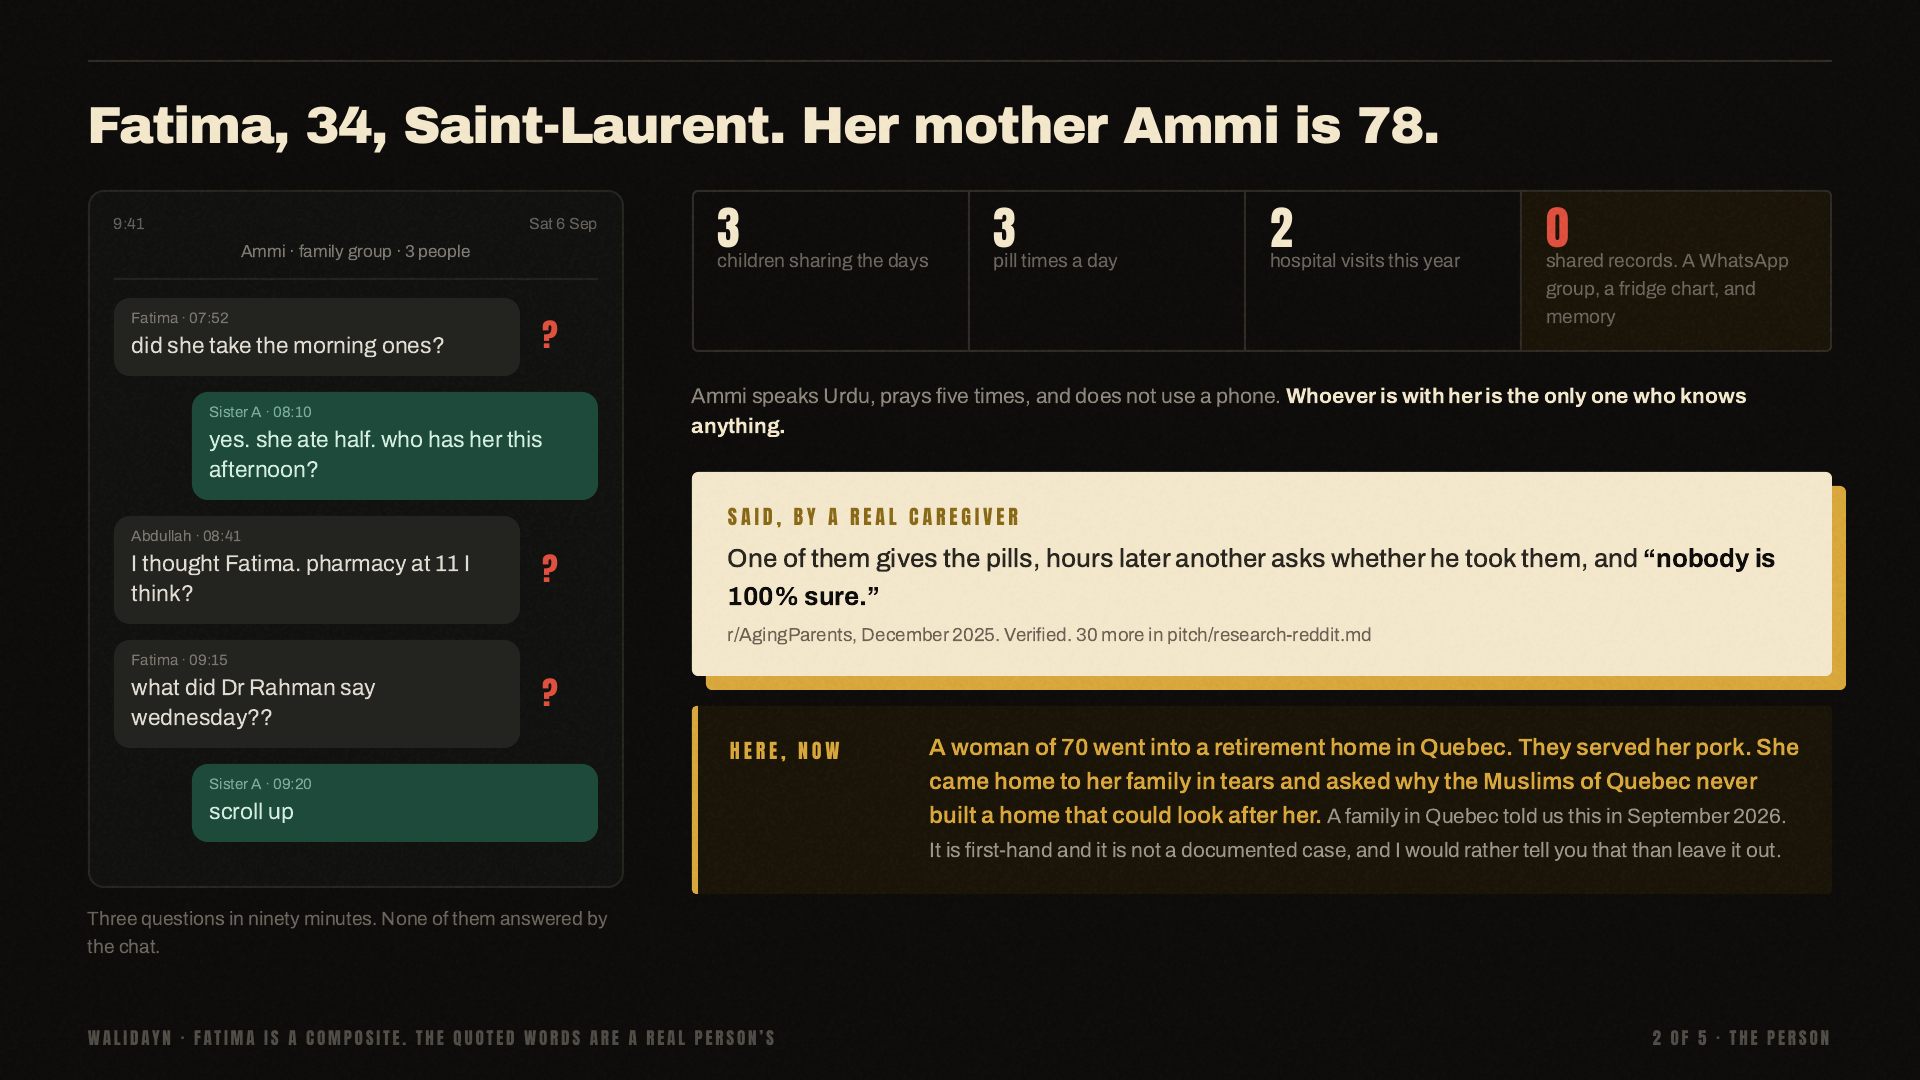 Fatima, 34, Saint-Laurent. Her mother Ammi is 78.
9:41
Sat 6 Sep
Ammi · family group · 3 people
Fatima · 07:52
did she take the morning ones?
?
Sister A · 08:10
yes. she ate half. who has her this
afternoon?
Abdullah · 08:41
I thought Fatima. pharmacy at 11 I
think?
?
Fatima · 09:15
what did Dr Rahman say
wednesday??
?
Sister A · 09:20
scroll up
Three questions in ninety minutes. None of them answered by
the chat.
3
children sharing the days
3
pill times a day
2
hospital visits this year
0
shared records. A WhatsApp
group, a fridge chart, and
memory
Ammi speaks Urdu, prays five times, and does not use a phone. Whoever is with her is the only one who knows
anything.
SAID, BY A REAL CAREGIVER
One of them gives the pills, hours later another asks whether he took them, and “nobody is
100% sure.”
r/AgingParents, December 2025. Verified. 30 more in pitch/research-reddit.md
HERE, NOW
A woman of 70 went into a retirement home in Quebec. They served her pork. She
came home to her family in tears and asked why the Muslims of Quebec never
built a home that could look after her. A family in Quebec told us this in September 2026.
It is first-hand and it is not a documented case, and I would rather tell you that than leave it out.
WALIDAYN · FATIMA IS A COMPOSITE. THE QUOTED WORDS ARE A REAL PERSON’S
2 OF 5 · THE PERSON